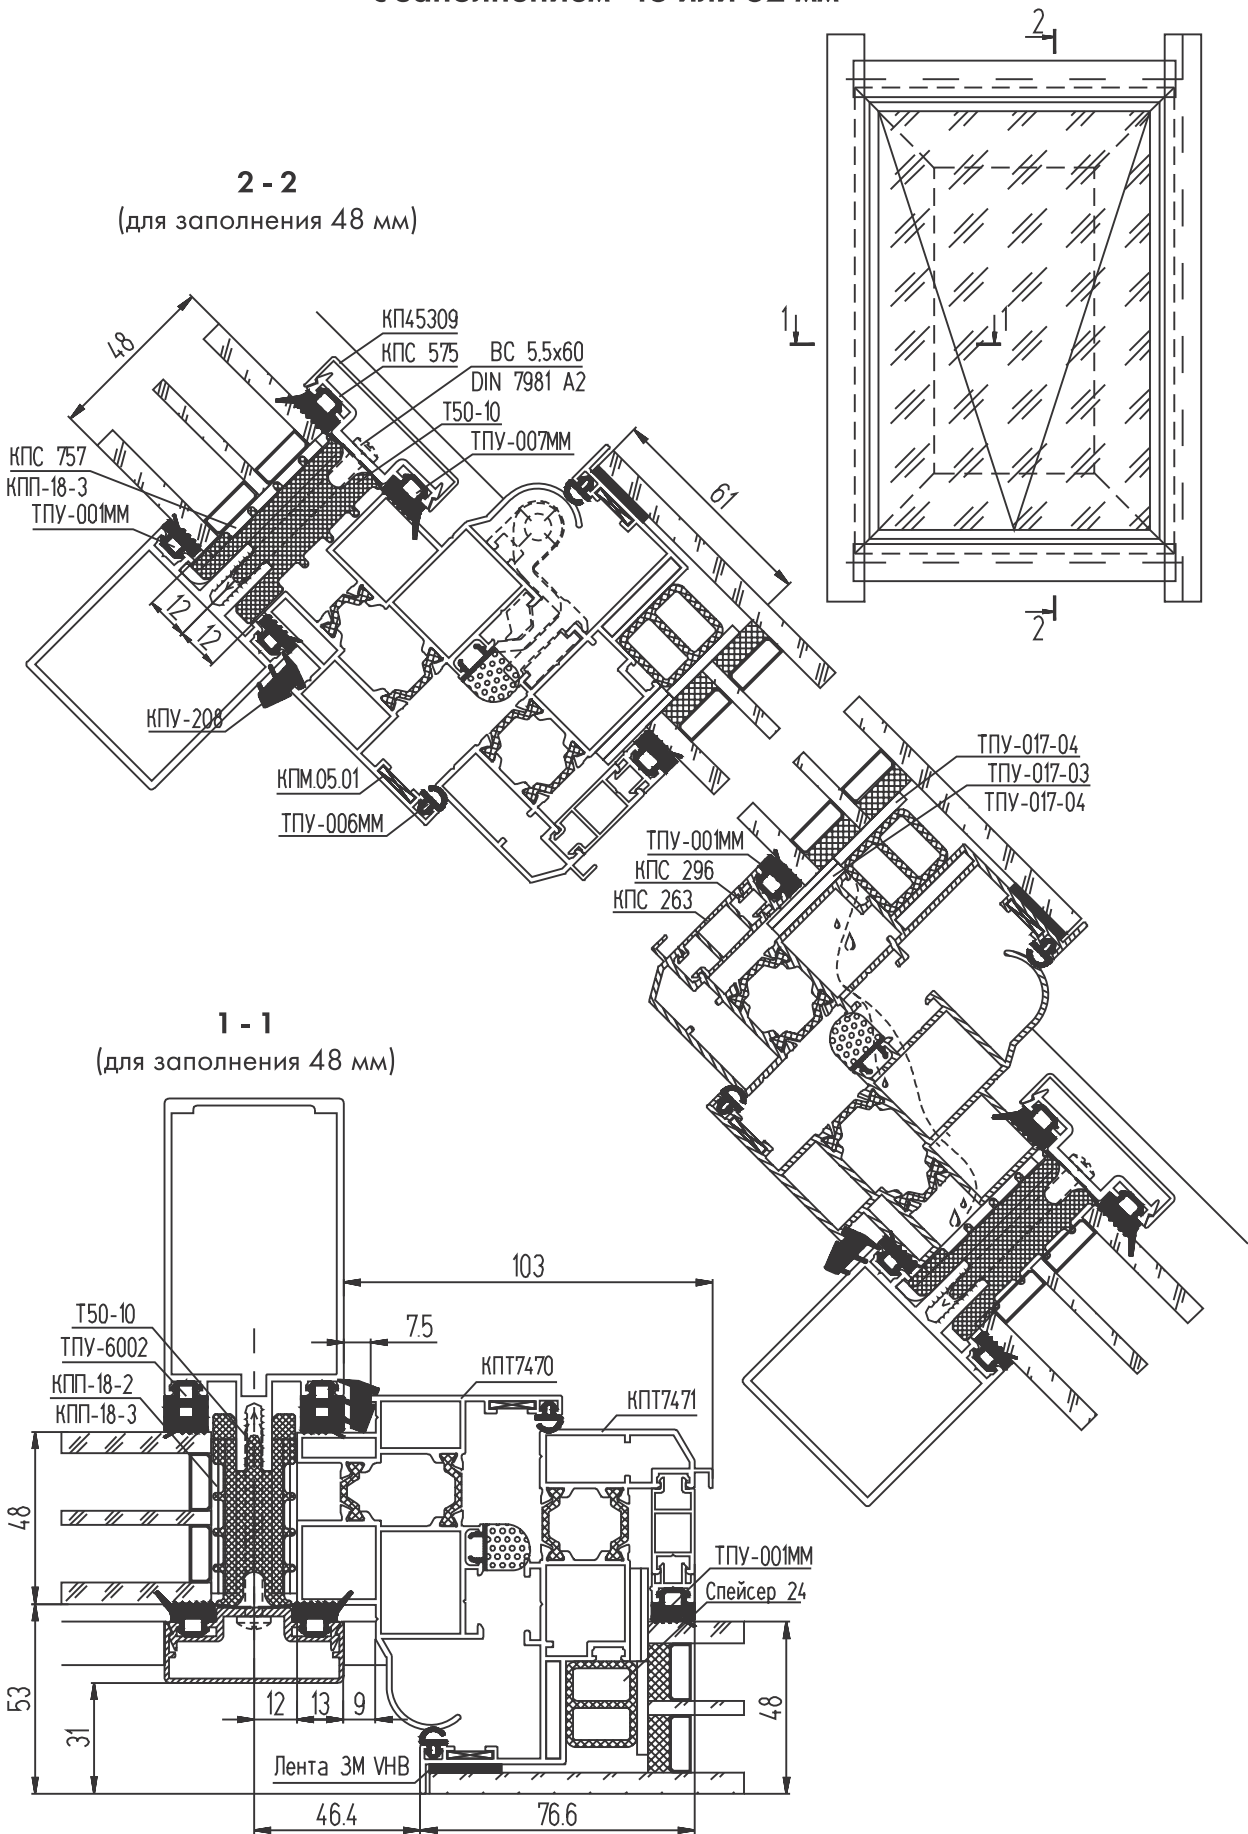 с заполнением 48 или 62 мм
2
2 - 2
(для заполнения 48 мм)
1
1
2
48
КП45309
КПС 575
ВС 5.5х60
DIN 7981 А2
Т50-10
ТПУ-007ММ
КПС 757
КПП-18-3
ТПУ-001ММ
61
12
12
КПУ-208
КПМ.05.01
ТПУ-006ММ
ТПУ-017-04
ТПУ-017-03
ТПУ-017-04
ТПУ-001ММ
КПС 296
КПС 263
1 - 1
(для заполнения 48 мм)
103
7.5
Т50-10
ТПУ-6002
КПП-18-2
КПП-18-3
КПТ7470
КПТ7471
48
ТПУ-001ММ
Спейсер 24
53
31
12
13
9
48
Лента 3М VHB
46.4
76.6